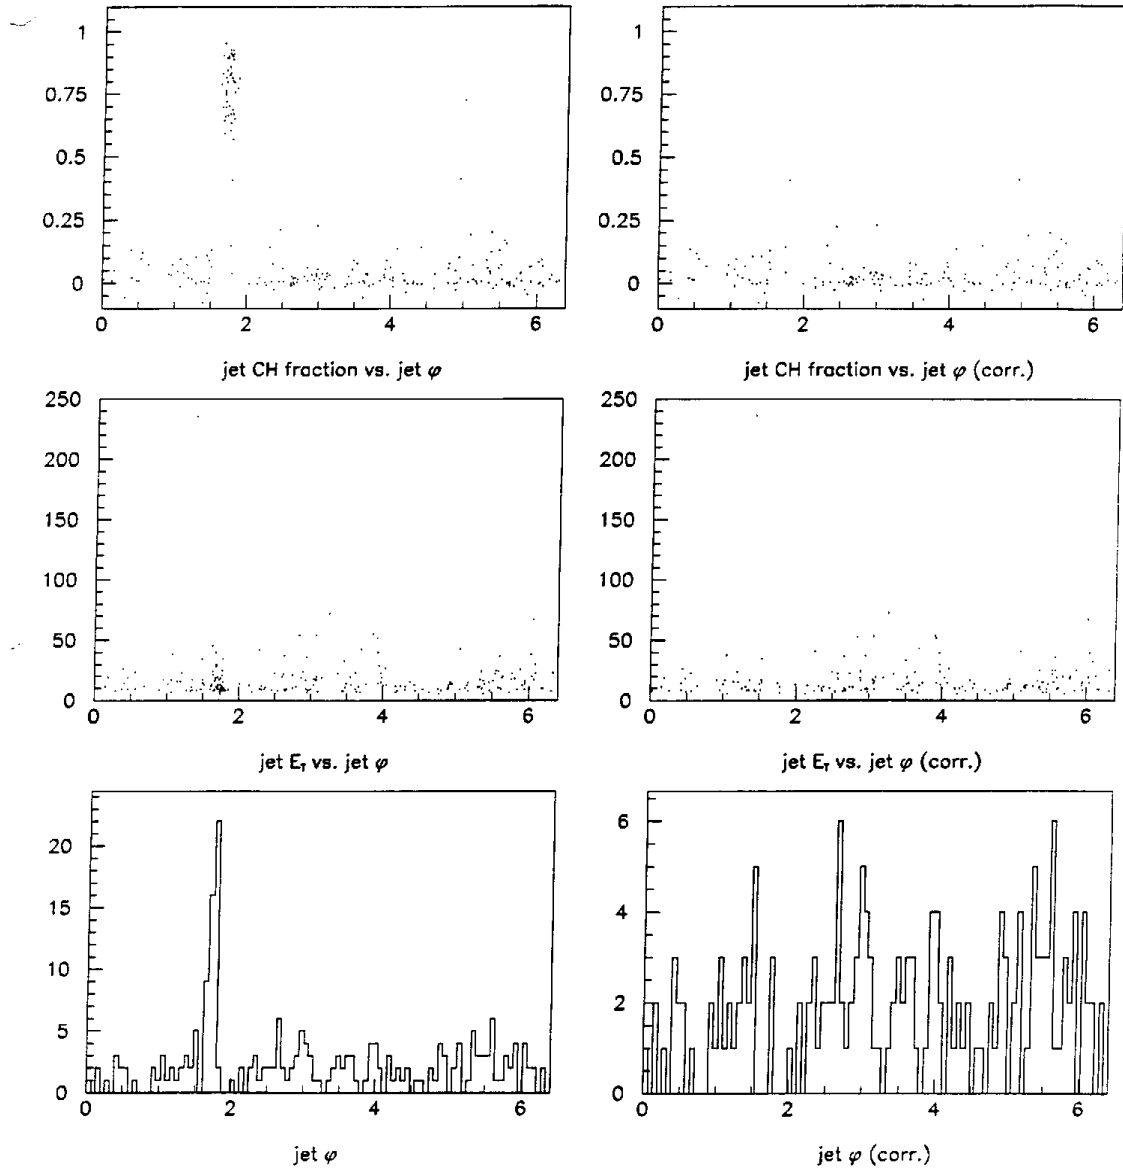 1
0.75
0.5
0.25
0
0 2 4 6
jet CH fraction vs. jet φ
1
0.75
0.5
0.25
0
0 2 4 6
jet CH fraction vs. jet φ (corr.)
250
200
150
100
50
0
0 2 4 6
jet E_T vs. jet φ
250
200
150
100
50
0
0 2 4 6
jet E_T vs. jet φ (corr.)
20
15
10
5
0
0 2 4 6
jet φ
6
4
2
0
0 2 4 6
jet φ (corr.)